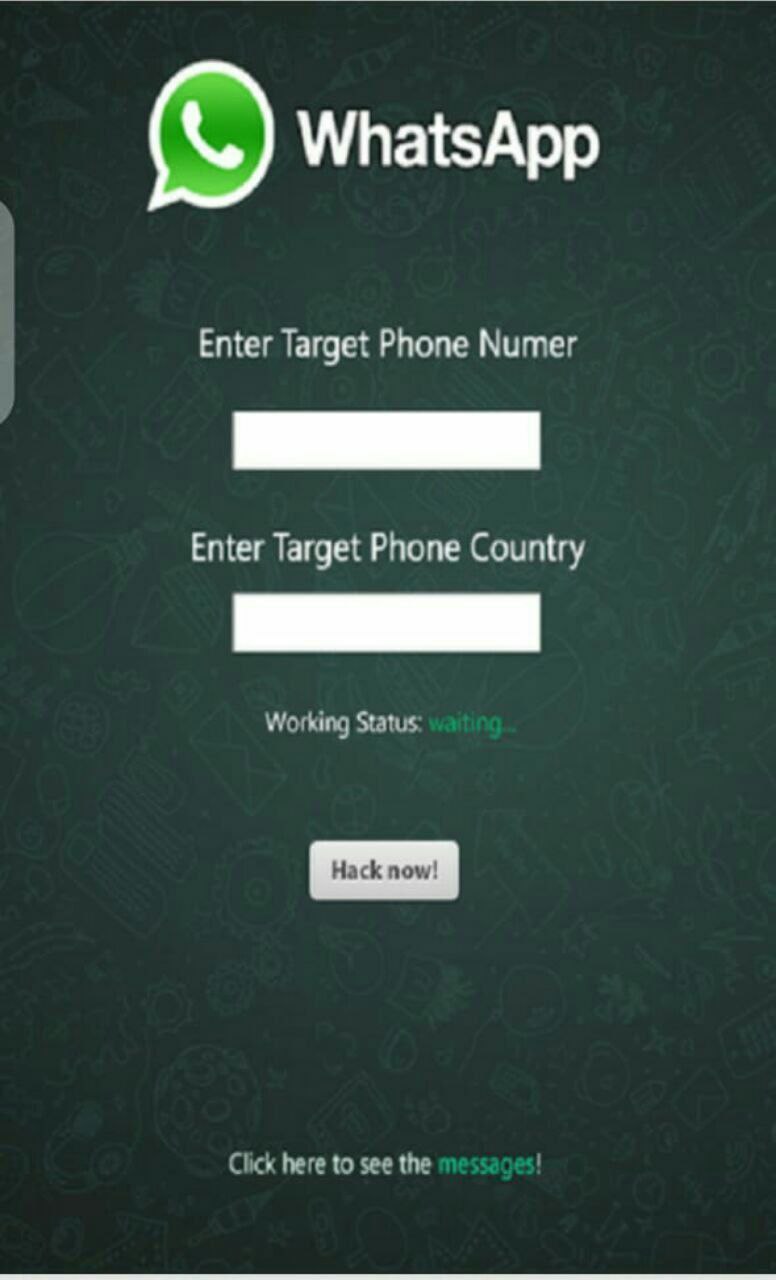 WhatsApp
Enter Target Phone Numer
Enter Target Phone Country
Working Status: waiting...
Hack now!
Click here to see the messages!